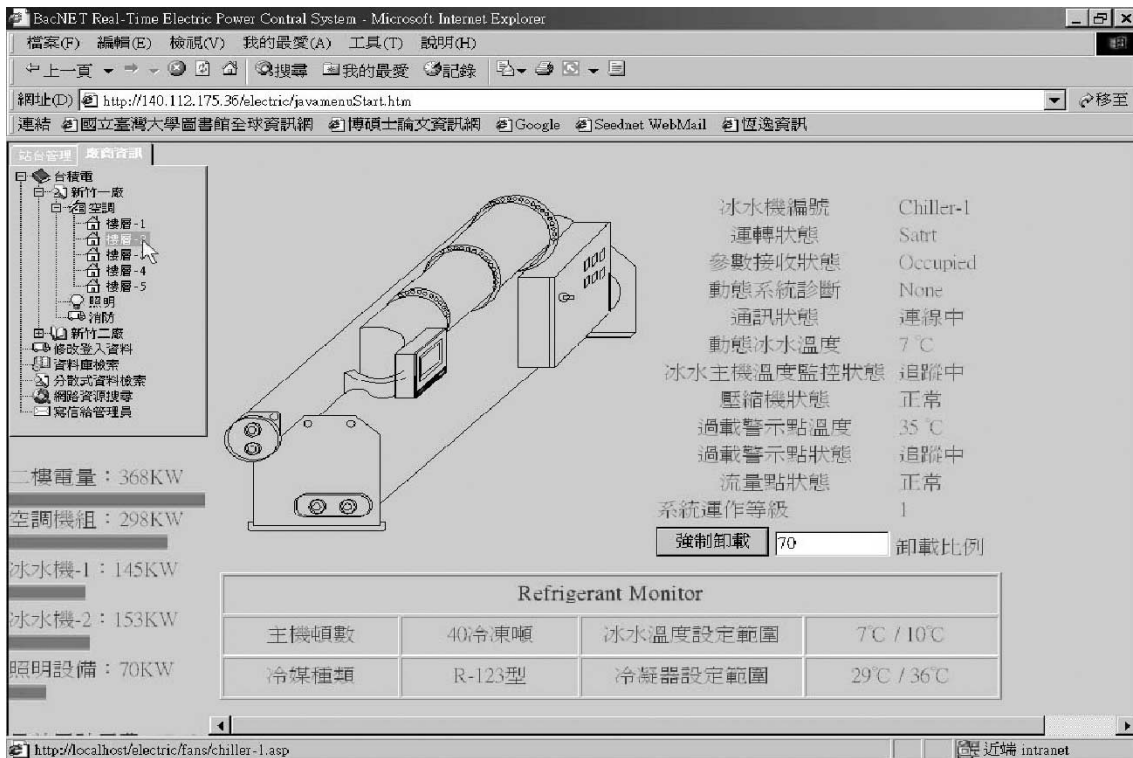 BacNET Real-Time Electric Power Contral System - Microsoft Internet Explorer
檔案(F) 編輯(E) 檢視(V) 我的最愛(A) 工具(T) 說明(H)
上一頁 搜尋 我的最愛 記錄
網址(D) http://140.112.175.36/electric/javamenuStart.htm 移至
連結 國立臺灣大學圖書館全球資訊網 博碩士論文資訊網 Google Seednet WebMail 恆逸資訊
站台管理 廠商資訊
台積電
新竹一廠
空調
樓層-1
樓層-
樓層-
樓層-4
樓層-5
照明
消防
新竹二廠
修改登入資料
資料庫檢索
分散式資料檢索
網路資源搜尋
寫信給管理員
冰水機編號 Chiller-1
運轉狀態 Satrt
參數接收狀態 Occupied
動態系統診斷 None
通訊狀態 連線中
動態冰水溫度 7℃
冰水主機溫度監控狀態 追蹤中
壓縮機狀態 正常
過載警示點溫度 35℃
過載警示點狀態 追蹤中
流量點狀態 正常
系統運作等級 1
強制卸載 70 卸載比例
二樓電量：368KW
空調機組：298KW
冰水機-1：145KW
冰水機-2：153KW
照明設備：70KW
Refrigerant Monitor
主機頓數 40冷凍噸 冰水溫度設定範圍 7℃ / 10℃
冷媒種類 R-123型 冷凝器設定範圍 29℃ / 36℃
http://localhost/electric/fans/chiller-1.asp 近端 intranet